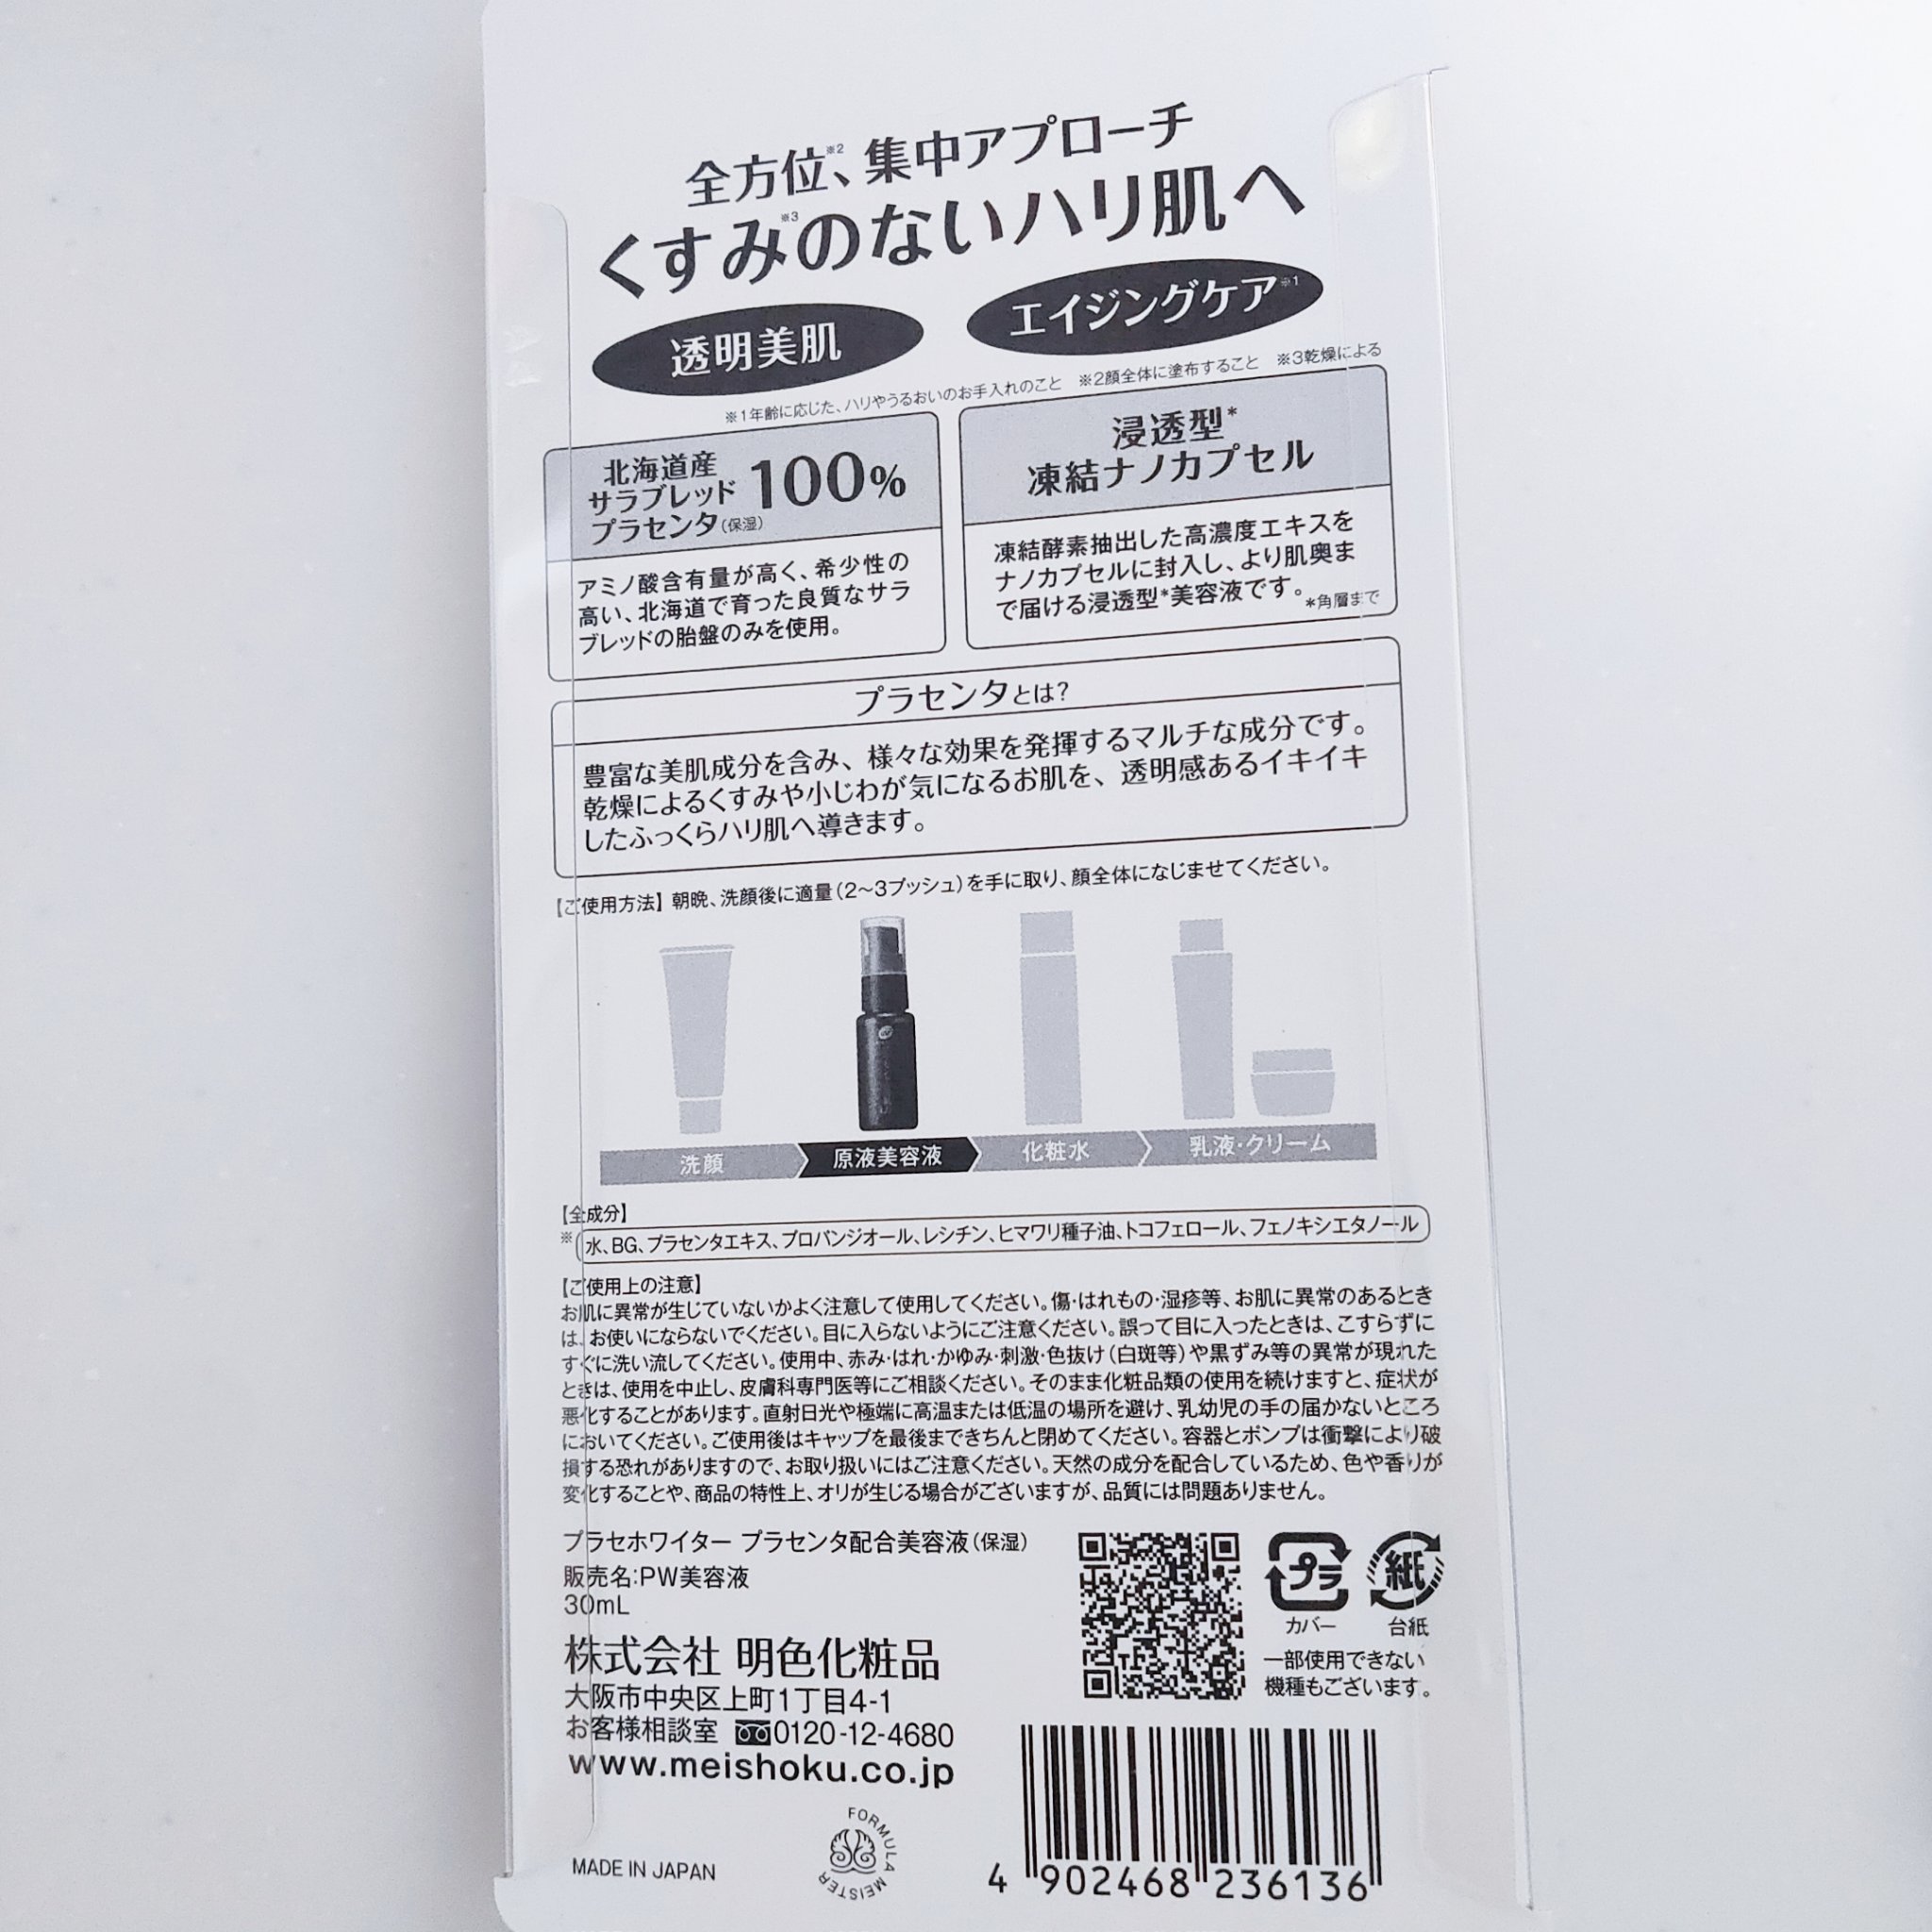 全方位※2、集中アプローチ
くすみ※3のないハリ肌へ
透明美肌
エイジングケア※1
※1年齢に応じた、ハリやうるおいのお手入れのこと ※2顔全体に塗布すること ※3乾燥による
北海道産
サラブレッド
プラセンタ(保湿)
100%
アミノ酸含有量が高く、希少性の
高い、北海道で育った良質なサラ
ブレッドの胎盤のみを使用。
浸透型*
凍結ナノカプセル
凍結酵素抽出した高濃度エキスを
ナノカプセルに封入し、より肌奥ま
で届ける浸透型*美容液です。
*角層まで
プラセンタとは?
豊富な美肌成分を含み、様々な効果を発揮するマルチな成分です。
乾燥によるくすみや小じわが気になるお肌を、透明感あるイキイキ
したふっくらハリ肌へ導きます。
【ご使用方法】朝晩、洗顔後に適量(2〜3プッシュ)を手に取り、顔全体になじませてください。
洗顔
原液美容液
化粧水
乳液・クリーム
【全成分】
※水、BG、プラセンタエキス、プロパンジオール、レシチン、ヒマワリ種子油、トコフェロール、フェノキシエタノール
【ご使用上の注意】
お肌に異常が生じていないかよく注意して使用してください。傷・はれもの・湿疹等、お肌に異常のあるとき
は、お使いにならないでください。目に入らないようにご注意ください。誤って目に入ったときは、こすらずに
すぐに洗い流してください。使用中、赤み・はれ・かゆみ・刺激・色抜け(白斑等)や黒ずみ等の異常が現れた
ときは、使用を中止し、皮膚科専門医等にご相談ください。そのまま化粧品類の使用を続けますと、症状が
悪化することがあります。直射日光や極端に高温または低温の場所を避け、乳幼児の手の届かないところ
においてください。ご使用後はキャップを最後まできちんと閉めてください。容器とポンプは衝撃により破
損する恐れがありますので、お取り扱いにはご注意ください。天然の成分を配合しているため、色や香りが
変化することや、商品の特性上、オリが生じる場合がございますが、品質には問題ありません。
プラセホワイター プラセンタ配合美容液(保湿)
販売名:PW美容液
30mL
株式会社 明色化粧品
大阪市中央区上町1丁目4-1
お客様相談室 0120-12-4680
www.meishoku.co.jp
MADE IN JAPAN
FORMULA MEISTER
プラ
カバー
紙
台紙
一部使用できない
機種もございます。
4 902468 236136